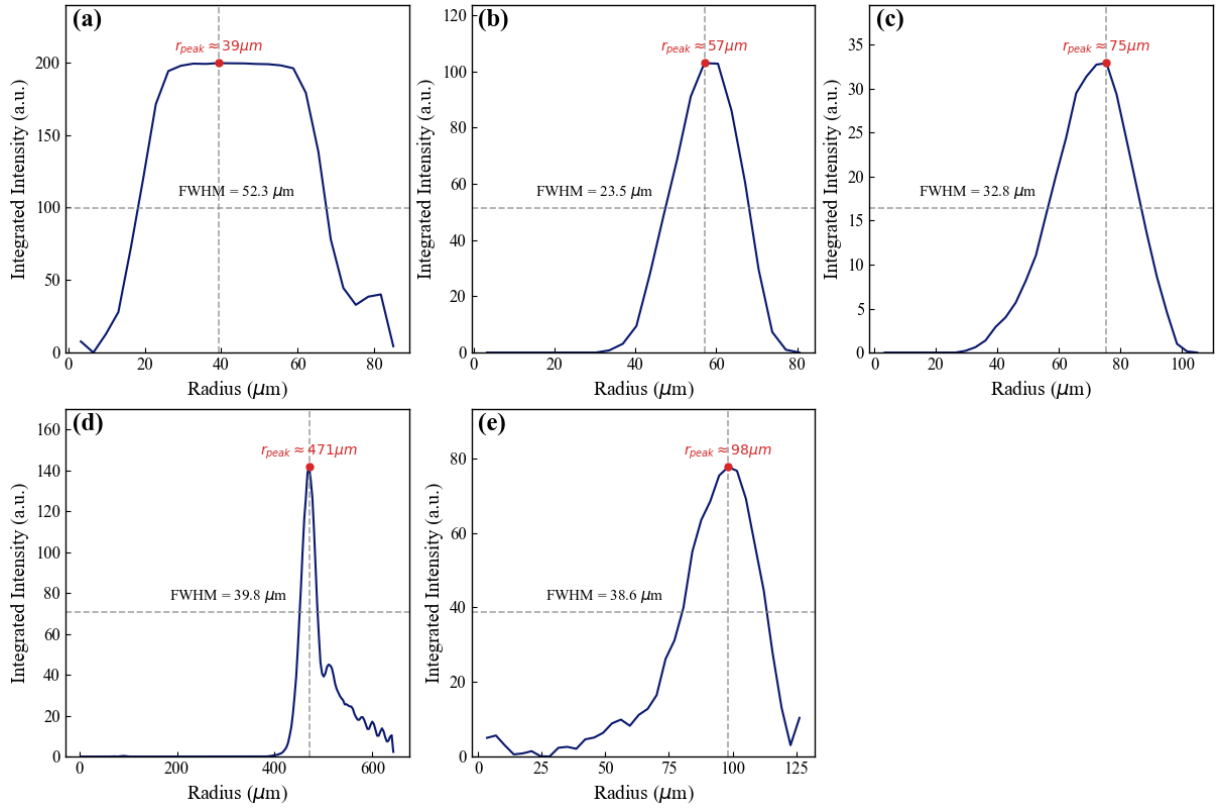 (a)
r_peak ≈ 39μm
FWHM = 52.3 μm
Integrated Intensity (a.u.)
200
150
100
50
0
0 20 40 60 80
Radius (μm)
(b)
r_peak ≈ 57μm
FWHM = 23.5 μm
Integrated Intensity (a.u.)
120
100
80
60
40
20
0
0 20 40 60 80
Radius (μm)
(c)
r_peak ≈ 75μm
FWHM = 32.8 μm
Integrated Intensity (a.u.)
35
30
25
20
15
10
5
0
0 20 40 60 80 100
Radius (μm)
(d)
r_peak ≈ 471μm
FWHM = 39.8 μm
Integrated Intensity (a.u.)
160
140
120
100
80
60
40
20
0
0 200 400 600
Radius (μm)
(e)
r_peak ≈ 98μm
FWHM = 38.6 μm
Integrated Intensity (a.u.)
80
60
40
20
0
0 25 50 75 100 125
Radius (μm)